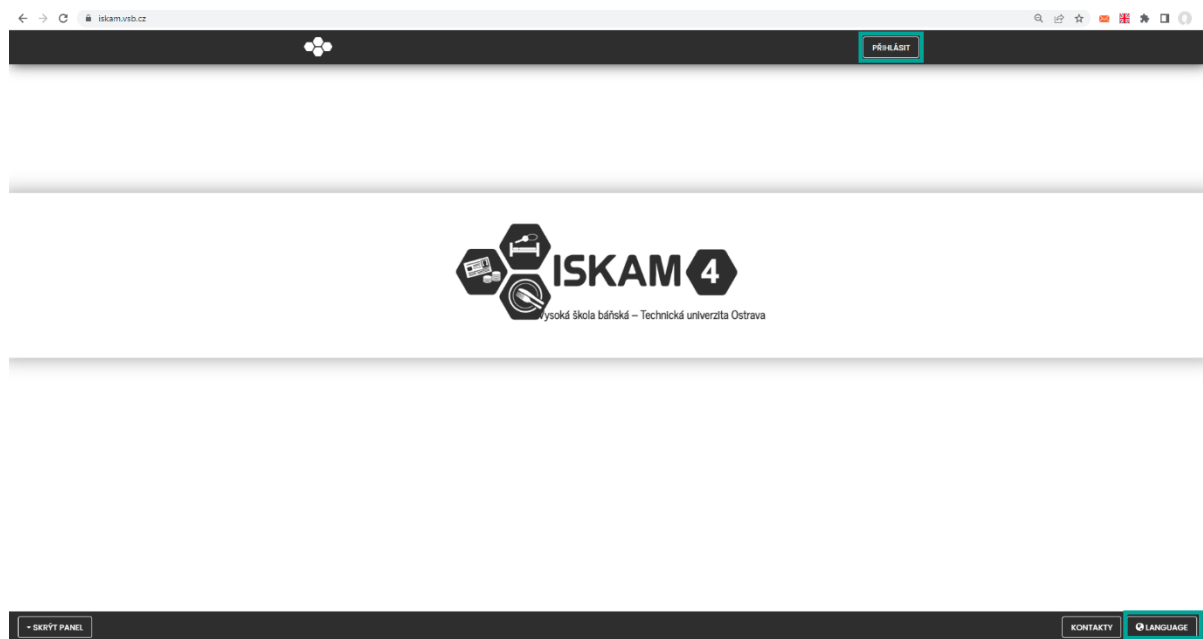 iskam.vsb.cz
PŘIHLÁSIT
ISKAM 4
Vysoká škola báňská – Technická univerzita Ostrava
SKRÝT PANEL
KONTAKTY
LANGUAGE